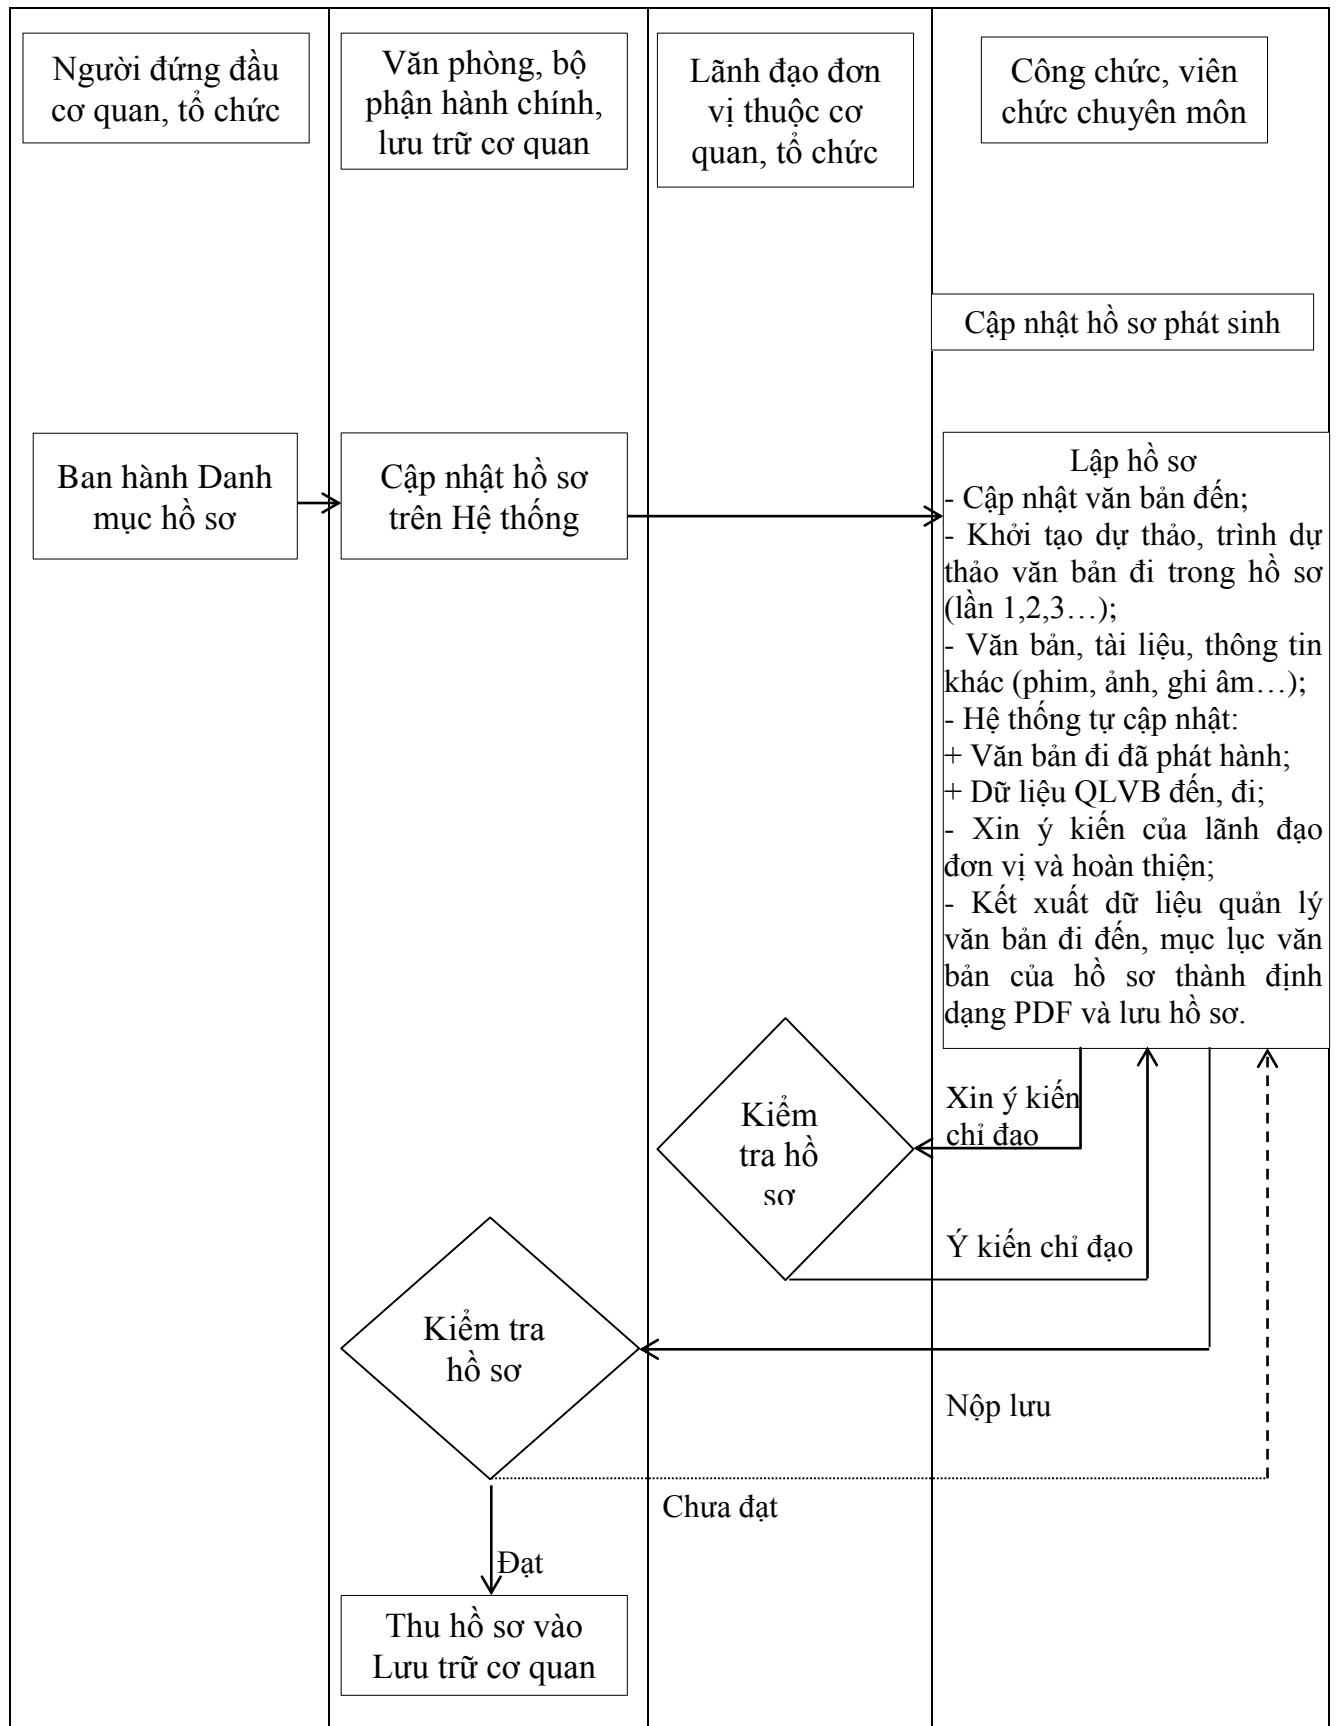 Người đứng đầu
cơ quan, tổ chức
Văn phòng, bộ
phận hành chính,
lưu trữ cơ quan
Lãnh đạo đơn
vị thuộc cơ
quan, tổ chức
Công chức, viên
chức chuyên môn
Cập nhật hồ sơ phát sinh
Ban hành Danh
mục hồ sơ
Cập nhật hồ sơ
trên Hệ thống
Lập hồ sơ
- Cập nhật văn bản đến;
- Khởi tạo dự thảo, trình dự
thảo văn bản đi trong hồ sơ
(lần 1,2,3…);
- Văn bản, tài liệu, thông tin
khác (phim, ảnh, ghi âm…);
- Hệ thống tự cập nhật:
+ Văn bản đi đã phát hành;
+ Dữ liệu QLVB đến, đi;
- Xin ý kiến của lãnh đạo
đơn vị và hoàn thiện;
- Kết xuất dữ liệu quản lý
văn bản đi đến, mục lục văn
bản của hồ sơ thành định
dạng PDF và lưu hồ sơ.
Kiểm
tra hồ
sơ
Xin ý kiến
chỉ đạo
Ý kiến chỉ đạo
Kiểm tra
hồ sơ
Nộp lưu
Chưa đạt
Đạt
Thu hồ sơ vào
Lưu trữ cơ quan